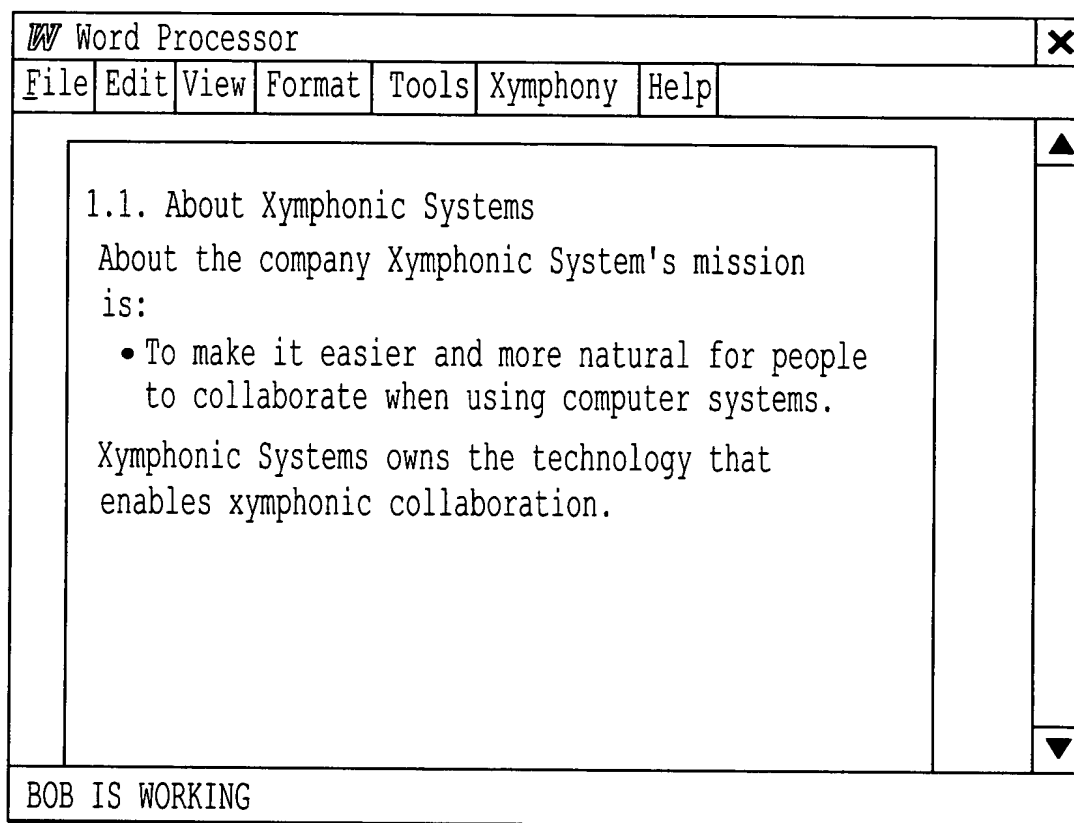 W Word Processor
File Edit View Format Tools Xymphony Help
1.1. About Xymphonic Systems
About the company Xymphonic System's mission
is:
• To make it easier and more natural for people
to collaborate when using computer systems.
Xymphonic Systems owns the technology that
enables xymphonic collaboration.
BOB IS WORKING